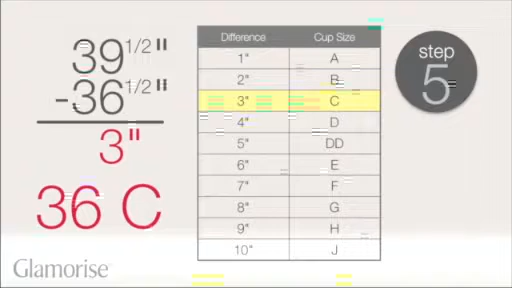 39 1/2"
-36 1/2"
3"
36 C
Difference Cup Size
1" A
2" B
3" C
4" D
5" DD
6" E
7" F
8" G
9" H
10" J
step
5
Glamorise